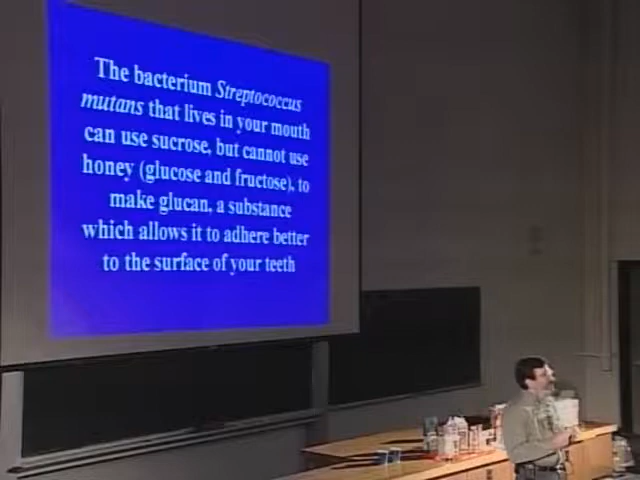 The bacterium Streptococcus
mutans that lives in your mouth
can use sucrose, but cannot use
honey (glucose and fructose), to
make glucan, a substance
which allows it to adhere better
to the surface of your teeth